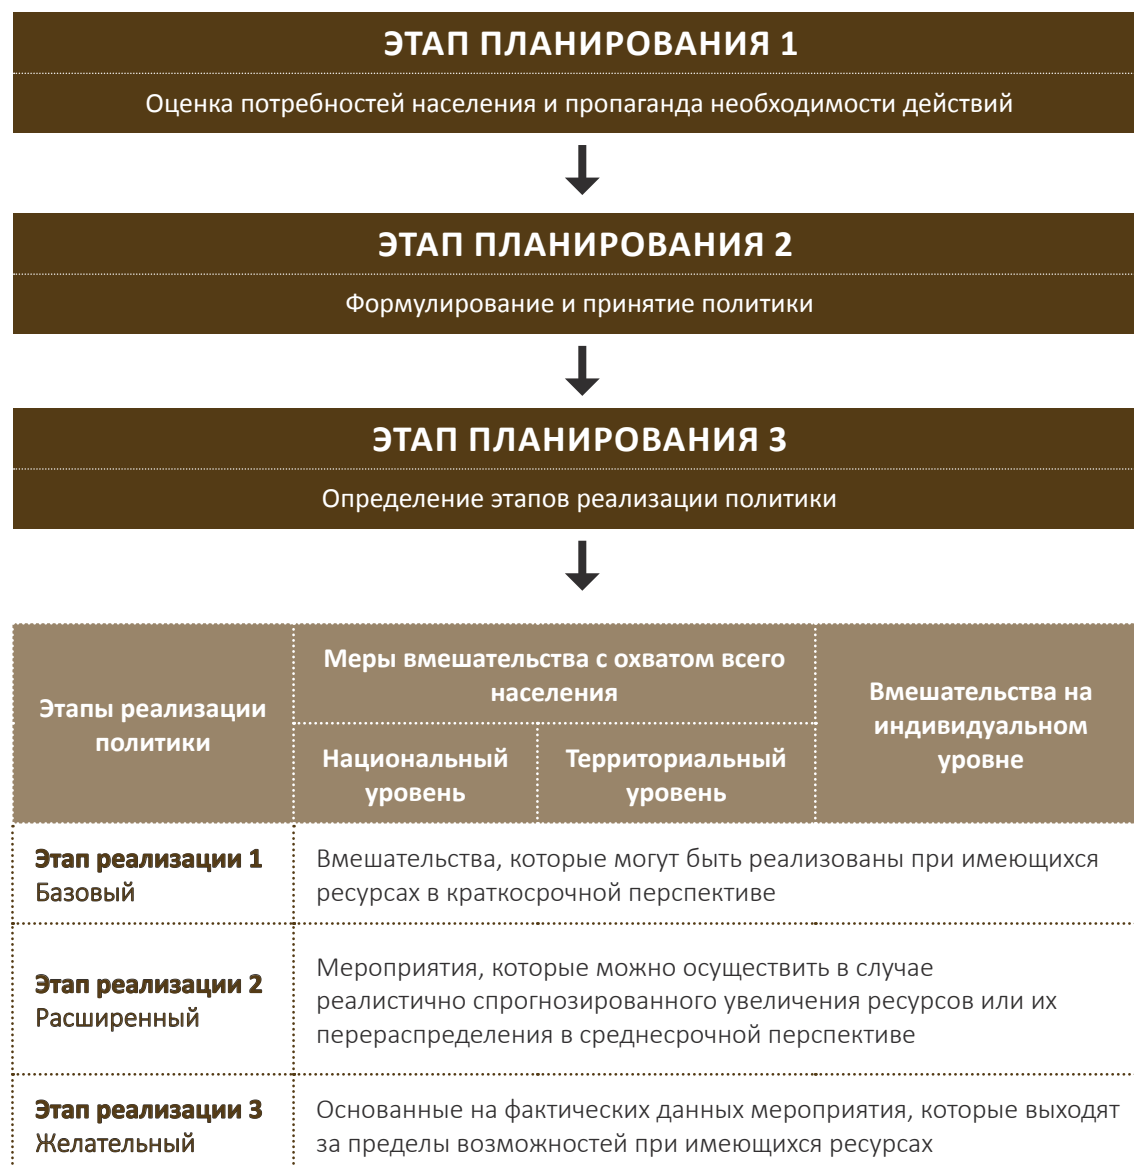 ЭТАП ПЛАНИРОВАНИЯ 1
Оценка потребностей населения и пропаганда необходимости действий
ЭТАП ПЛАНИРОВАНИЯ 2
Формулирование и принятие политики
ЭТАП ПЛАНИРОВАНИЯ 3
Определение этапов реализации политики
Этапы реализации
политики
Меры вмешательства с охватом всего
населения
Национальный
уровень
Территориальный
уровень
Вмешательства на
индивидуальном
уровне
Этап реализации 1
Базовый
Вмешательства, которые могут быть реализованы при имеющихся
ресурсах в краткосрочной перспективе
Этап реализации 2
Расширенный
Мероприятия, которые можно осуществить в случае
реалистично спрогнозированного увеличения ресурсов или их
перераспределения в среднесрочной перспективе
Этап реализации 3
Желательный
Основанные на фактических данных мероприятия, которые выходят
за пределы возможностей при имеющихся ресурсах